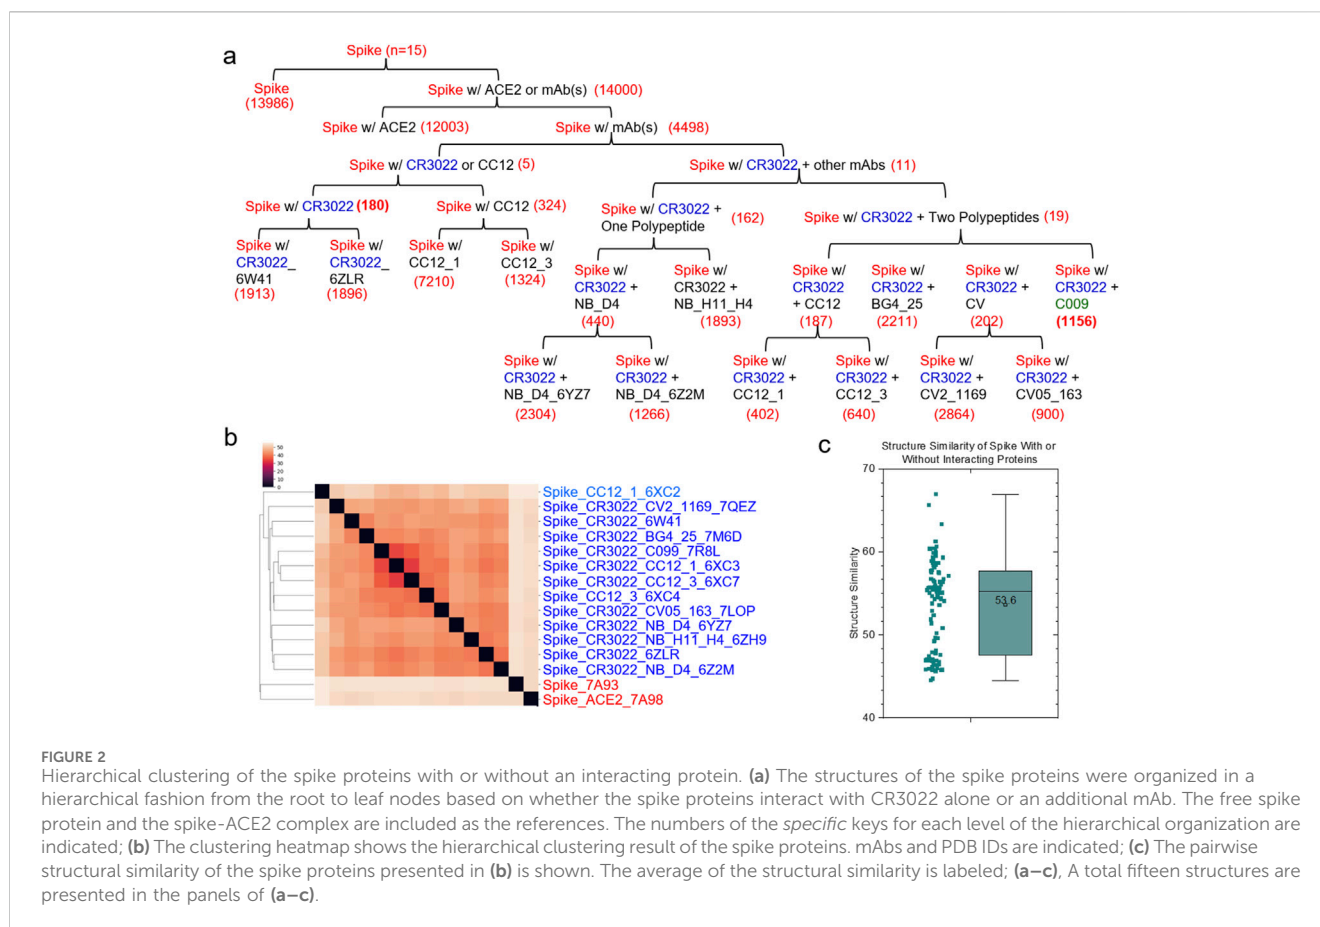 a
Spike (n=15)
Spike
(13986)
Spike w/ ACE2 or mAb(s) (14000)
Spike w/ ACE2 (12003)
Spike w/ mAb(s) (4498)
Spike w/ CR3022 or CC12 (5)
Spike w/ CR3022 + other mAbs (11)
Spike w/ CR3022 (180)
Spike w/ CC12 (324)
Spike w/ CR3022 +
One Polypeptide
(162)
Spike w/ CR3022 + Two Polypeptides (19)
Spike w/
CR3022_
6W41
(1913)
Spike w/
CR3022_
6ZLR
(1896)
Spike w/
CC12_1
(7210)
Spike w/
CC12_3
(1324)
Spike w/
CR3022 +
NB_D4
(440)
Spike w/
CR3022 +
NB_H11_H4
(1893)
Spike w/
CR3022
+ CC12
(187)
Spike w/
CR3022 +
BG4_25
(2211)
Spike w/
CR3022 +
CV
(202)
Spike w/
CR3022 +
C009
(1156)
Spike w/
CR3022 +
NB_D4_6YZ7
(2304)
Spike w/
CR3022 +
NB_D4_6Z2M
(1266)
Spike w/
CR3022 +
CC12_1
(402)
Spike w/
CR3022 +
CC12_3
(640)
Spike w/
CR3022 +
CV2_1169
(2864)
Spike w/
CR3022 +
CV05_163
(900)
b
50
40
30
20
10
0
Spike_CC12_1_6XC2
Spike_CR3022_CV2_1169_7QEZ
Spike_CR3022_6W41
Spike_CR3022_BG4_25_7M6D
Spike_CR3022_C099_7R8L
Spike_CR3022_CC12_1_6XC3
Spike_CR3022_CC12_3_6XC7
Spike_CC12_3_6XC4
Spike_CR3022_CV05_163_7LOP
Spike_CR3022_NB_D4_6YZ7
Spike_CR3022_NB_H11_H4_6ZH9
Spike_CR3022_6ZLR
Spike_CR3022_NB_D4_6Z2M
Spike_7A93
Spike_ACE2_7A98
c
Structure Similarity of Spike With or
Without Interacting Proteins
Structure Similarity
70
60
50
40
53.6
FIGURE 2
Hierarchical clustering of the spike proteins with or without an interacting protein. (a) The structures of the spike proteins were organized in a
hierarchical fashion from the root to leaf nodes based on whether the spike proteins interact with CR3022 alone or an additional mAb. The free spike
protein and the spike-ACE2 complex are included as the references. The numbers of the specific keys for each level of the hierarchical organization are
indicated; (b) The clustering heatmap shows the hierarchical clustering result of the spike proteins. mAbs and PDB IDs are indicated; (c) The pairwise
structural similarity of the spike proteins presented in (b) is shown. The average of the structural similarity is labeled; (a–c), A total fifteen structures are
presented in the panels of (a–c).